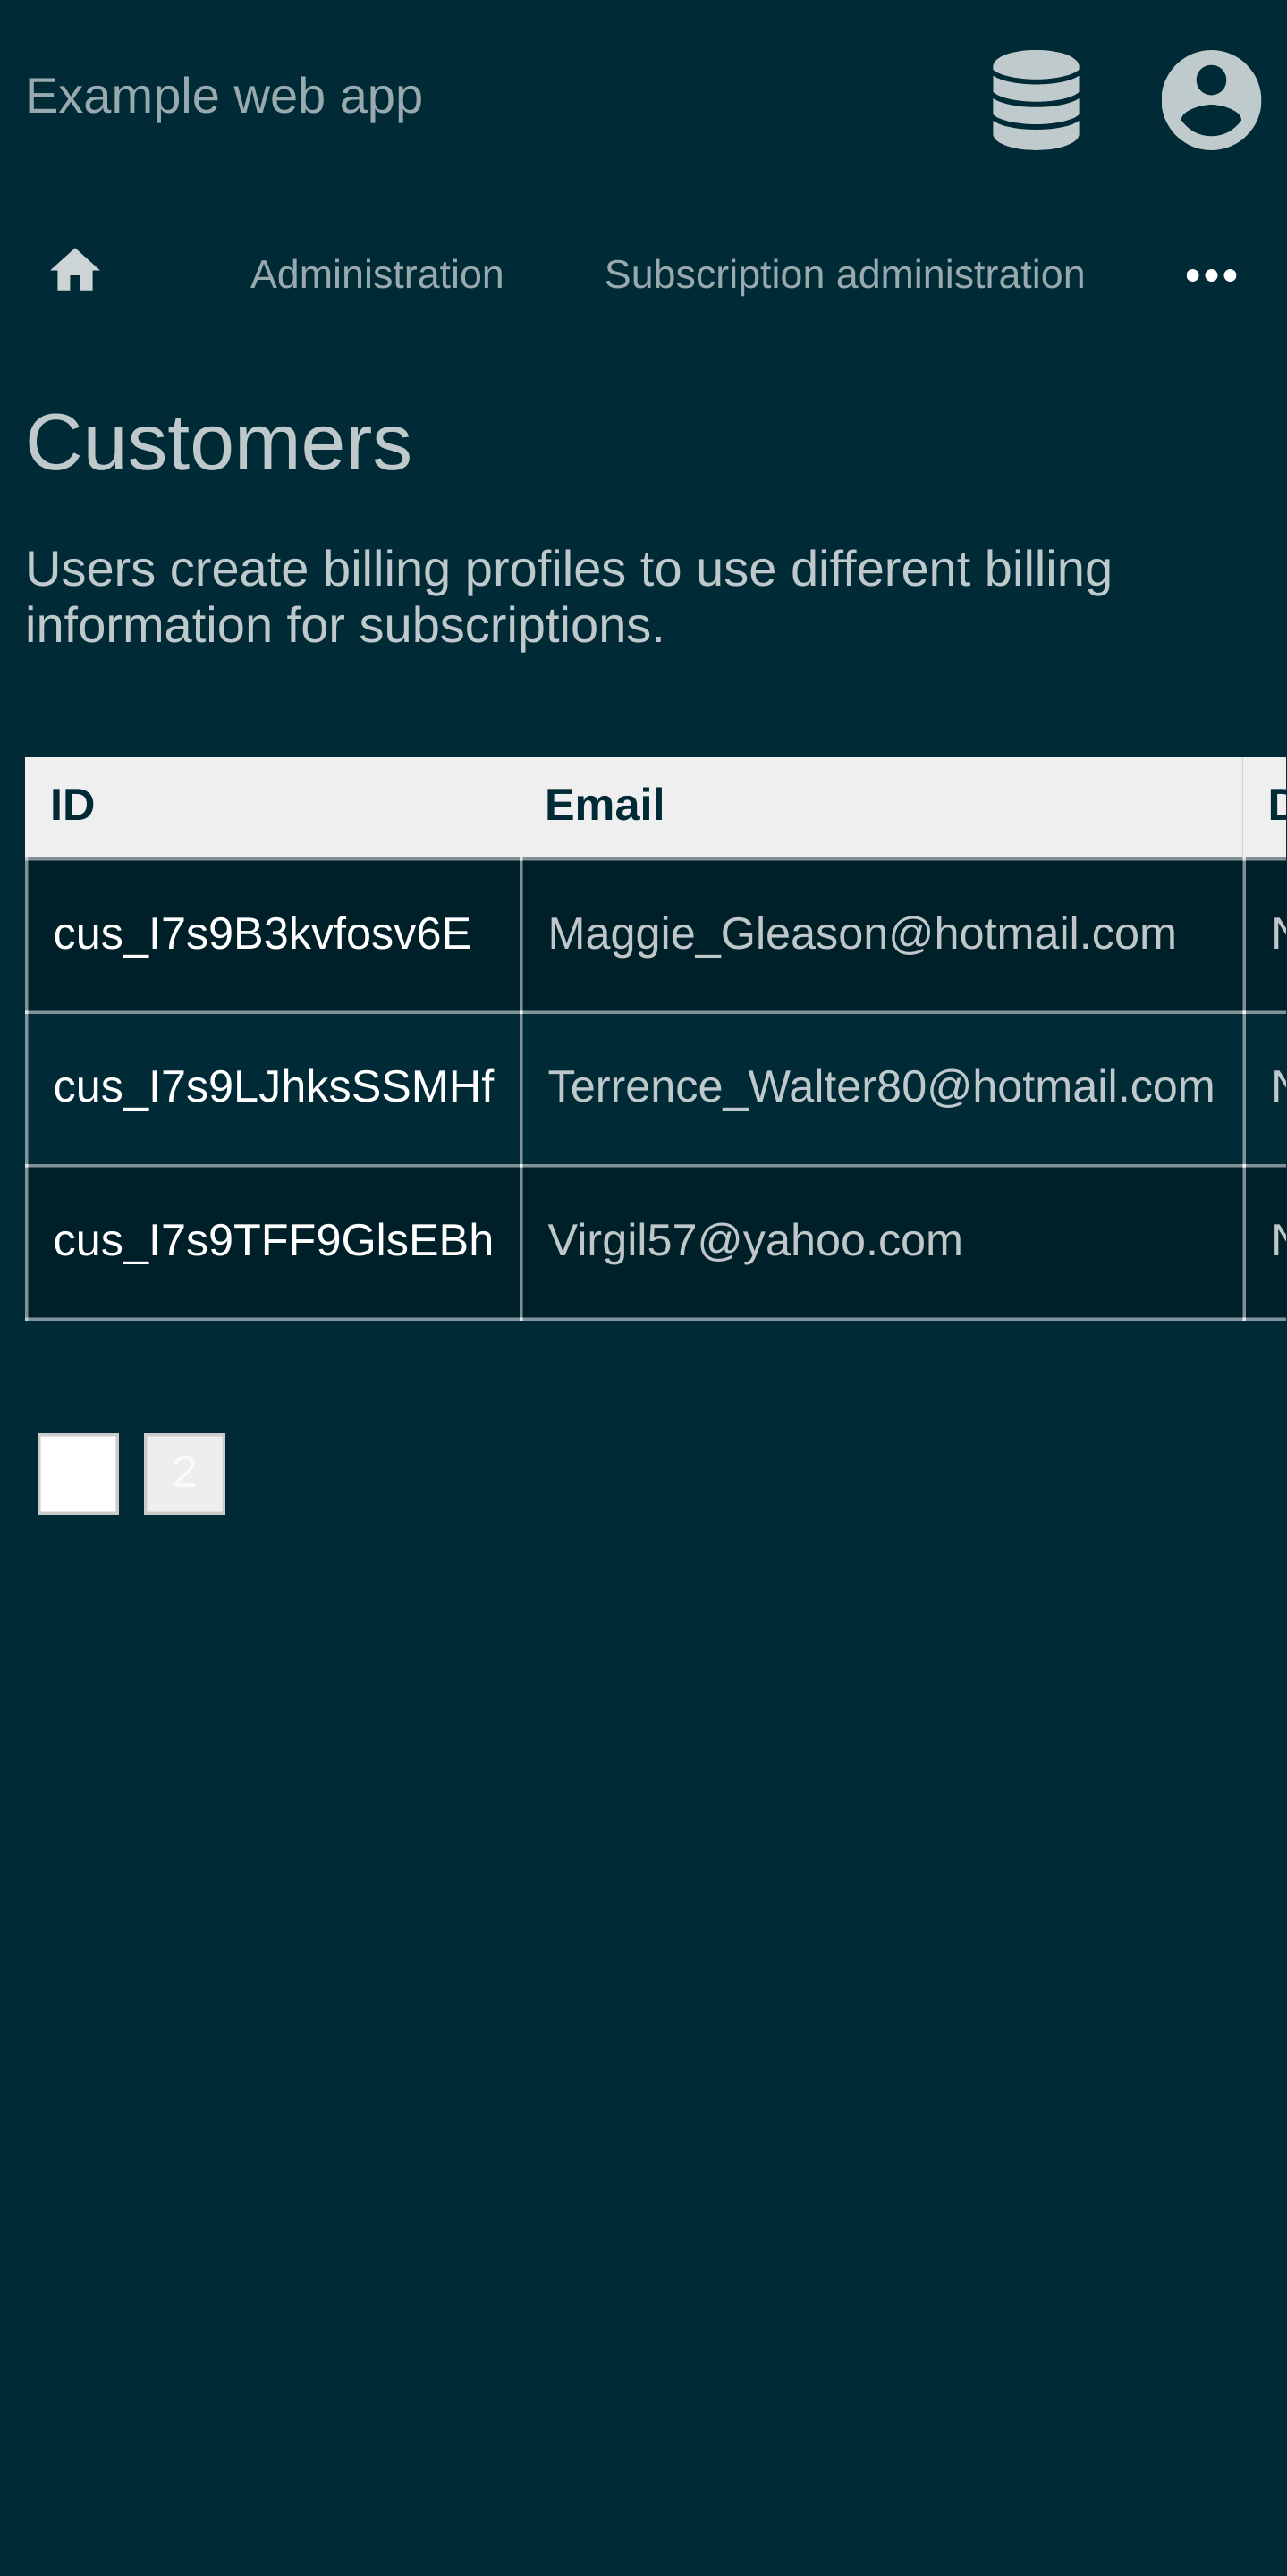 Example web app
Administration Subscription administration
Customers
Users create billing profiles to use different billing
information for subscriptions.
ID Email
cus_I7s9B3kvfosv6E Maggie_Gleason@hotmail.com
cus_I7s9LJhksSSMHf Terrence_Walter80@hotmail.com
cus_I7s9TFF9GlsEBh Virgil57@yahoo.com
2